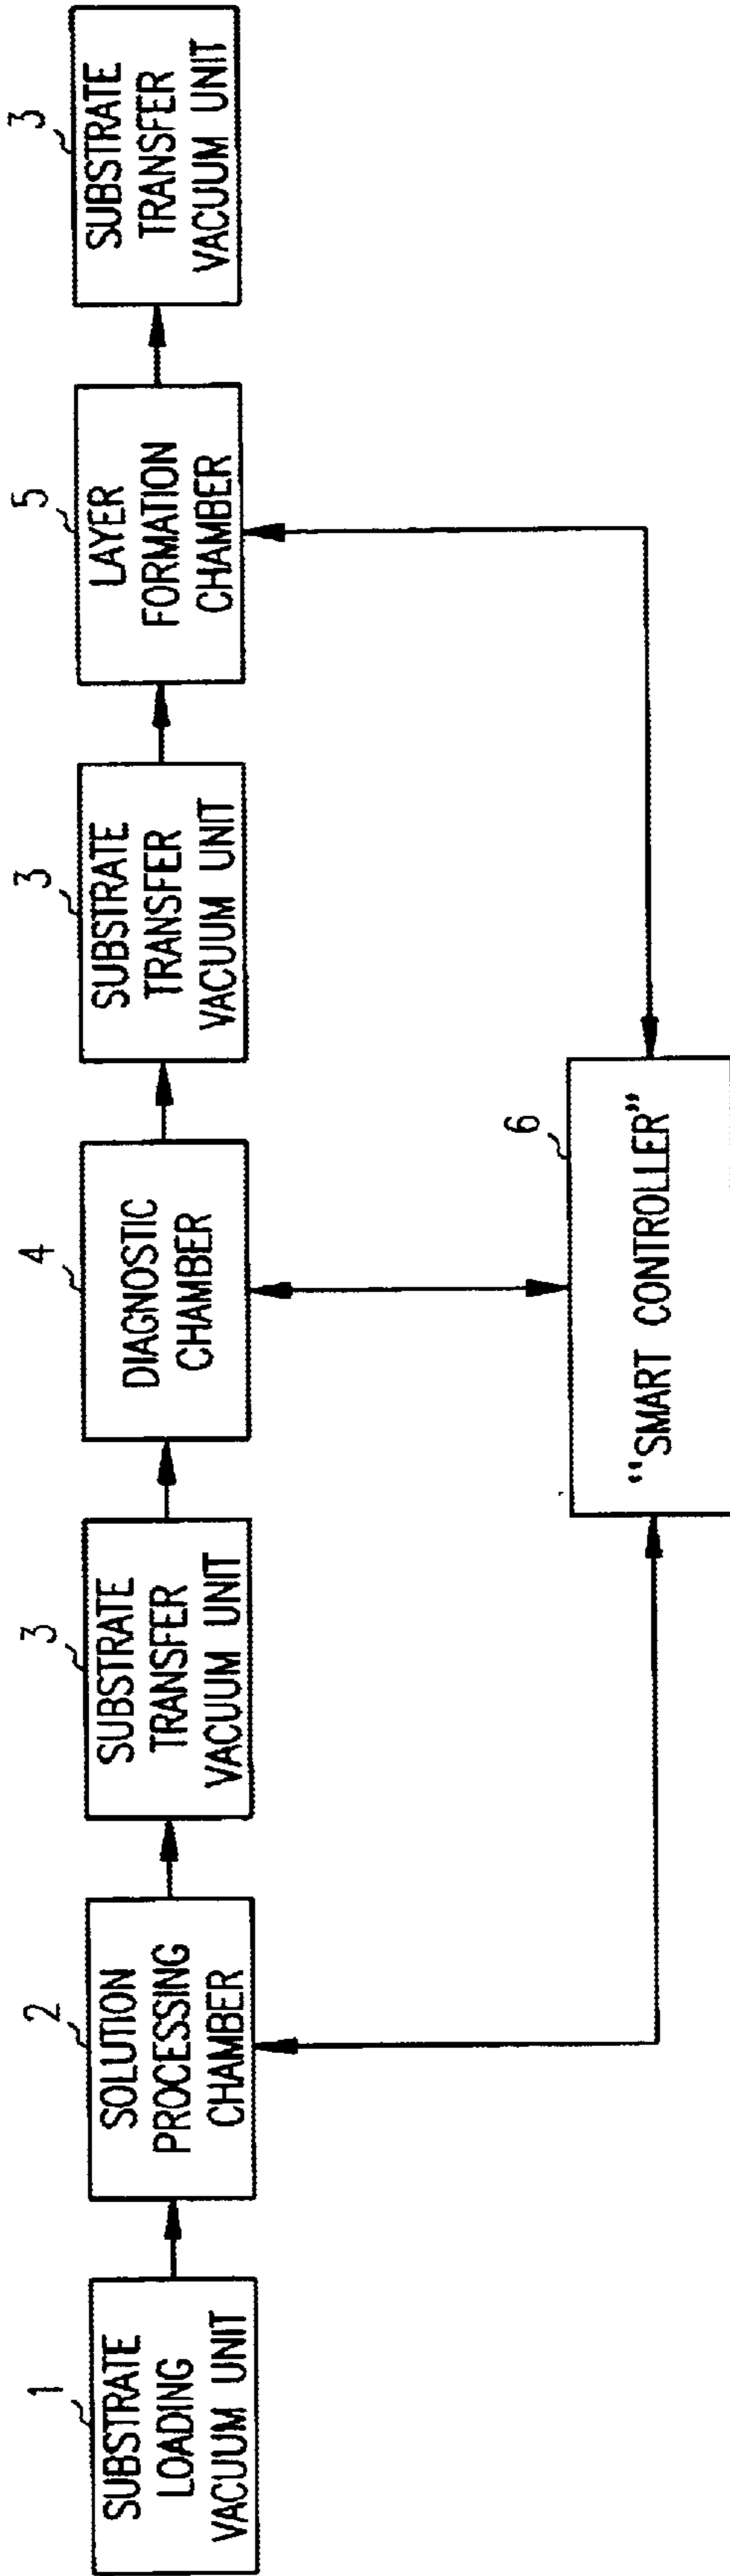 1
SUBSTRATE
LOADING
VACUUM UNIT
2
SOLUTION
PROCESSING
CHAMBER
3
SUBSTRATE
TRANSFER
VACUUM UNIT
4
DIAGNOSTIC
CHAMBER
3
SUBSTRATE
TRANSFER
VACUUM UNIT
5
LAYER
FORMATION
CHAMBER
3
SUBSTRATE
TRANSFER
VACUUM UNIT
6
"SMART CONTROLLER"